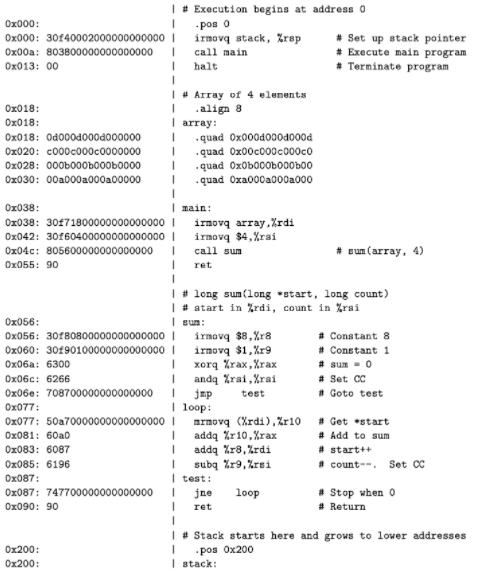 | # Execution begins at address 0
0x000: | .pos 0
0x000: 30f40002000000000000 | irmovq stack, %rsp # Set up stack pointer
0x00a: 803800000000000000 | call main # Execute main program
0x013: 00 | halt # Terminate program
|
| # Array of 4 elements
0x018: | .align 8
0x018: | array:
0x018: 0d000d000d000000 | .quad 0x000d000d000d
0x020: c000c000c0000000 | .quad 0x00c000c000c0
0x028: 000b000b000b0000 | .quad 0x0b000b000b00
0x030: 00a000a000a00000 | .quad 0xa000a000a000
|
0x038: | main:
0x038: 30f71800000000000000 | irmovq array,%rdi
0x042: 30f60400000000000000 | irmovq $4,%rsi
0x04c: 805600000000000000 | call sum # sum(array, 4)
0x055: 90 | ret
|
| # long sum(long *start, long count)
| # start in %rdi, count in %rsi
0x056: | sum:
0x056: 30f80800000000000000 | irmovq $8,%r8 # Constant 8
0x060: 30f90100000000000000 | irmovq $1,%r9 # Constant 1
0x06a: 6300 | xorq %rax,%rax # sum = 0
0x06c: 6266 | andq %rsi,%rsi # Set CC
0x06e: 708700000000000000 | jmp test # Goto test
0x077: | loop:
0x077: 50a70000000000000000 | mrmovq (%rdi),%r10 # Get *start
0x081: 60a0 | addq %r10,%rax # Add to sum
0x083: 6087 | addq %r8,%rdi # start++
0x085: 6196 | subq %r9,%rsi # count--. Set CC
0x087: | test:
0x087: 747700000000000000 | jne loop # Stop when 0
0x090: 90 | ret # Return
|
| # Stack starts here and grows to lower addresses
0x200: | .pos 0x200
0x200: | stack: